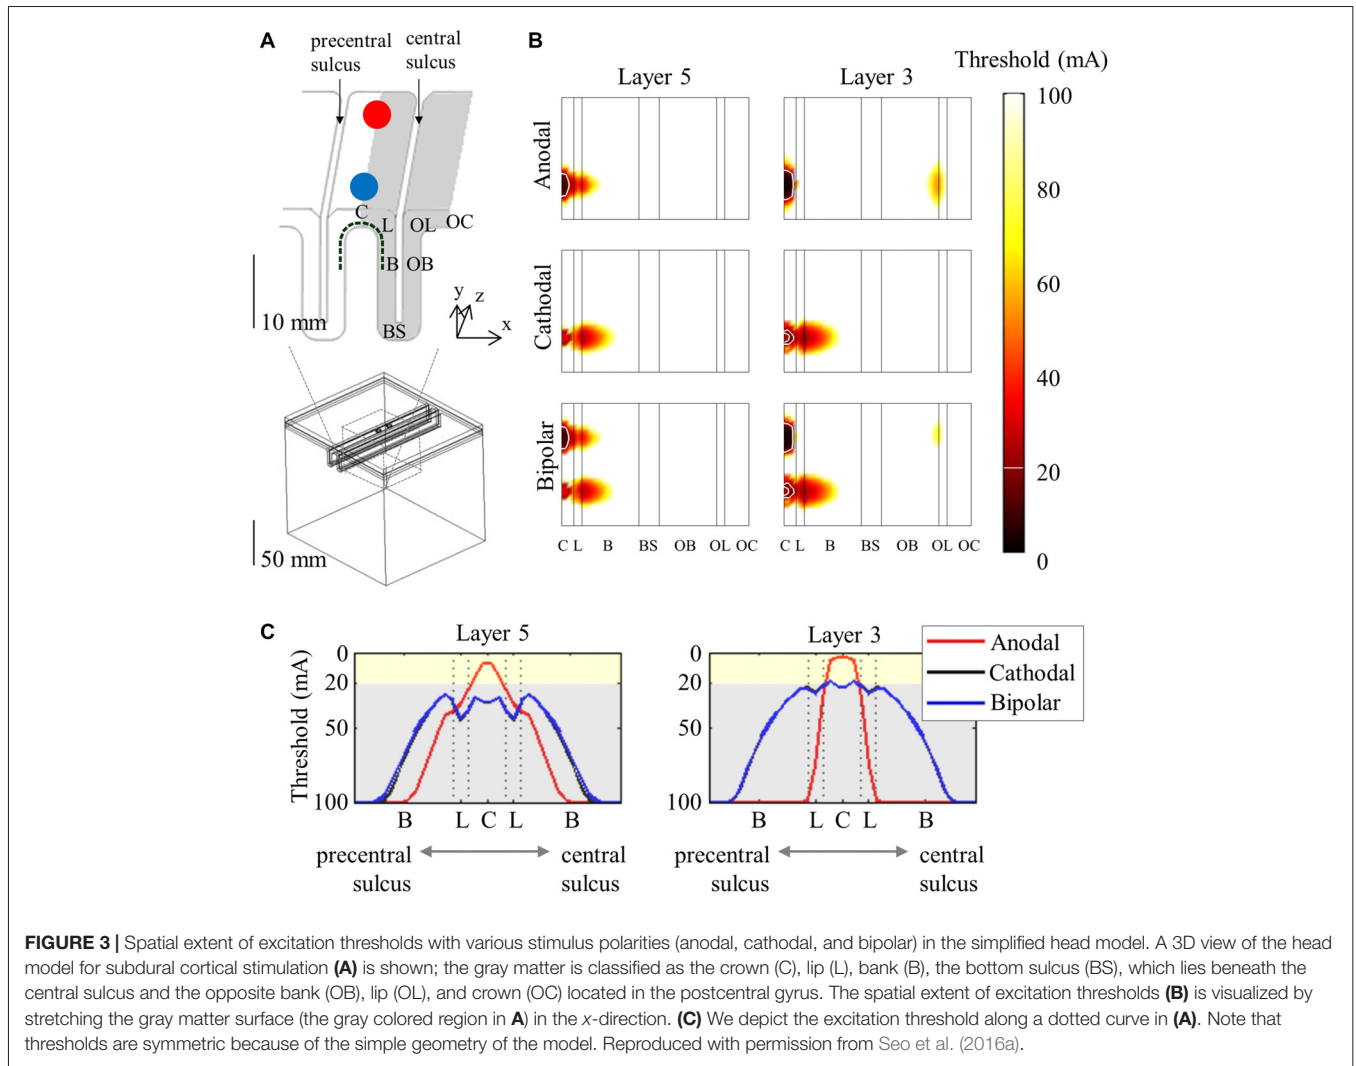 A
precentral sulcus
central sulcus
C
L
OL
OC
B
OB
BS
10 mm
y
z
x
50 mm
B
Layer 5
Layer 3
Threshold (mA)
Anodal
Cathodal
Bipolar
100
80
60
40
20
0
C L B BS OB OL OC
C L B BS OB OL OC
C
Layer 5
Threshold (mA)
0
20
50
100
B L C L B
precentral sulcus
central sulcus
Layer 3
0
20
50
100
B L C L B
precentral sulcus
central sulcus
Anodal
Cathodal
Bipolar
FIGURE 3 | Spatial extent of excitation thresholds with various stimulus polarities (anodal, cathodal, and bipolar) in the simplified head model. A 3D view of the head
model for subdural cortical stimulation (A) is shown; the gray matter is classified as the crown (C), lip (L), bank (B), the bottom sulcus (BS), which lies beneath the
central sulcus and the opposite bank (OB), lip (OL), and crown (OC) located in the postcentral gyrus. The spatial extent of excitation thresholds (B) is visualized by
stretching the gray matter surface (the gray colored region in A) in the x-direction. (C) We depict the excitation threshold along a dotted curve in (A). Note that
thresholds are symmetric because of the simple geometry of the model. Reproduced with permission from Seo et al. (2016a).